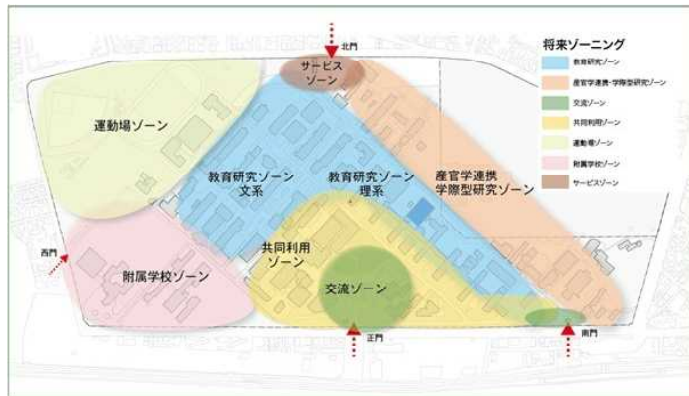 北門
将来ゾーニング
サービス
ゾーン
教育研究ゾーン
産官学連携・学際型研究ゾーン
交流ゾーン
共同利用ゾーン
運動場ゾーン
附属学校ゾーン
サービスゾーン
運動場ゾーン
教育研究ゾーン
文系
教育研究ゾーン
理系
産官学連携
学際型研究ゾーン
西門
共同利用
ゾーン
附属学校ゾーン
交流ゾーン
正門
南門